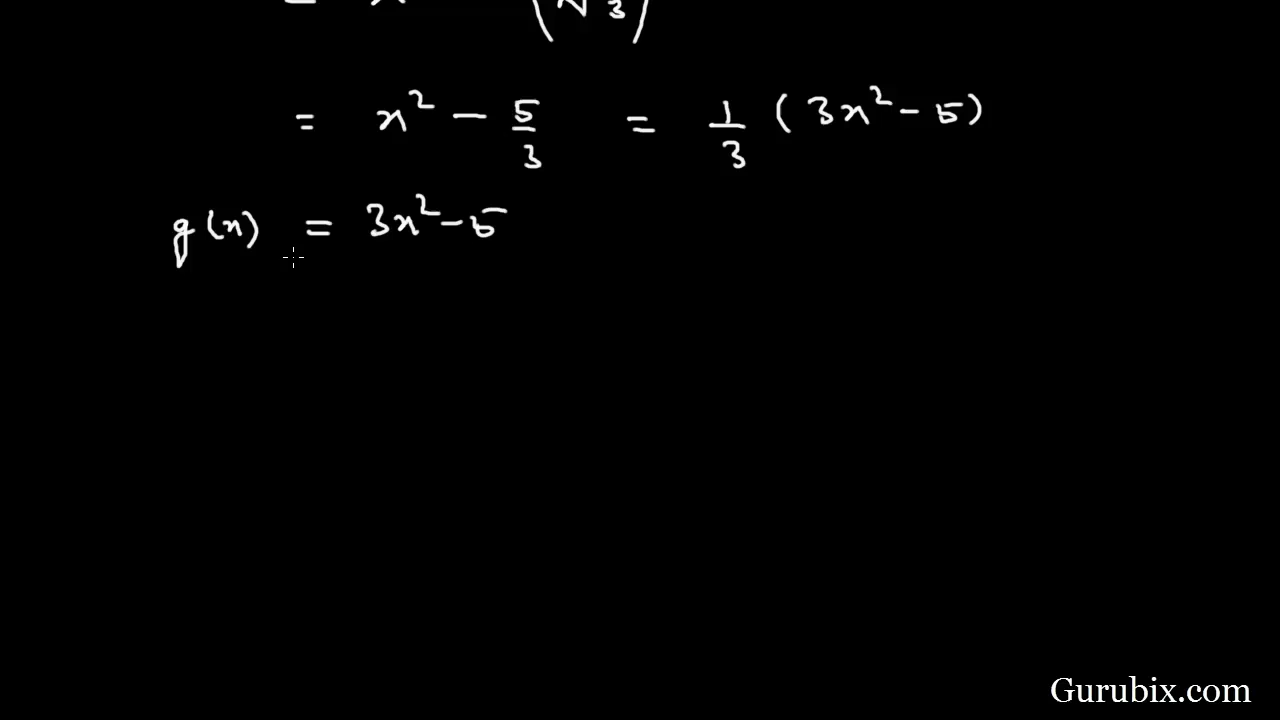 = x² - 5/3 = 1/3 (3x² - 5)
g(x) = 3x² - 5
Gurubix.com